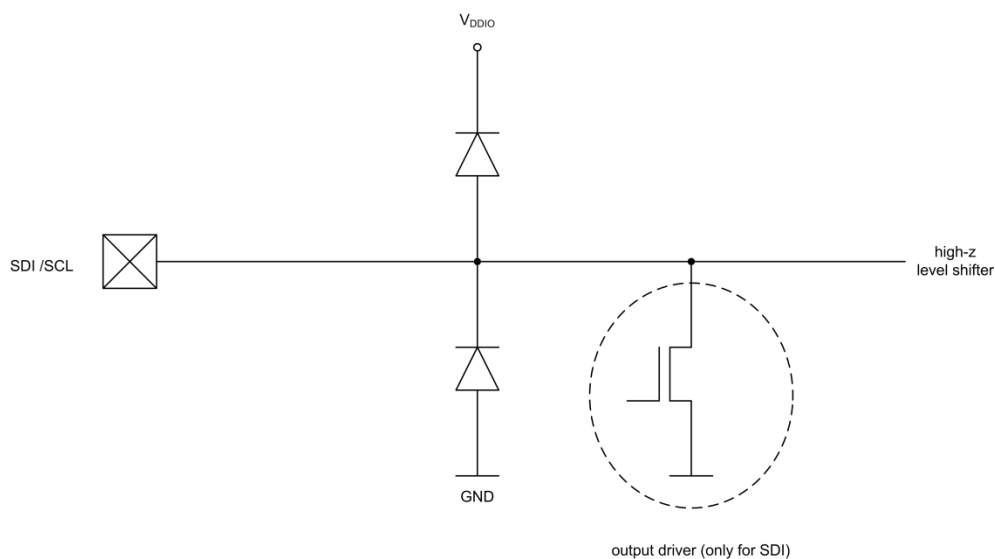 VDDIO
SDI /SCL
high-z
level shifter
GND
output driver (only for SDI)